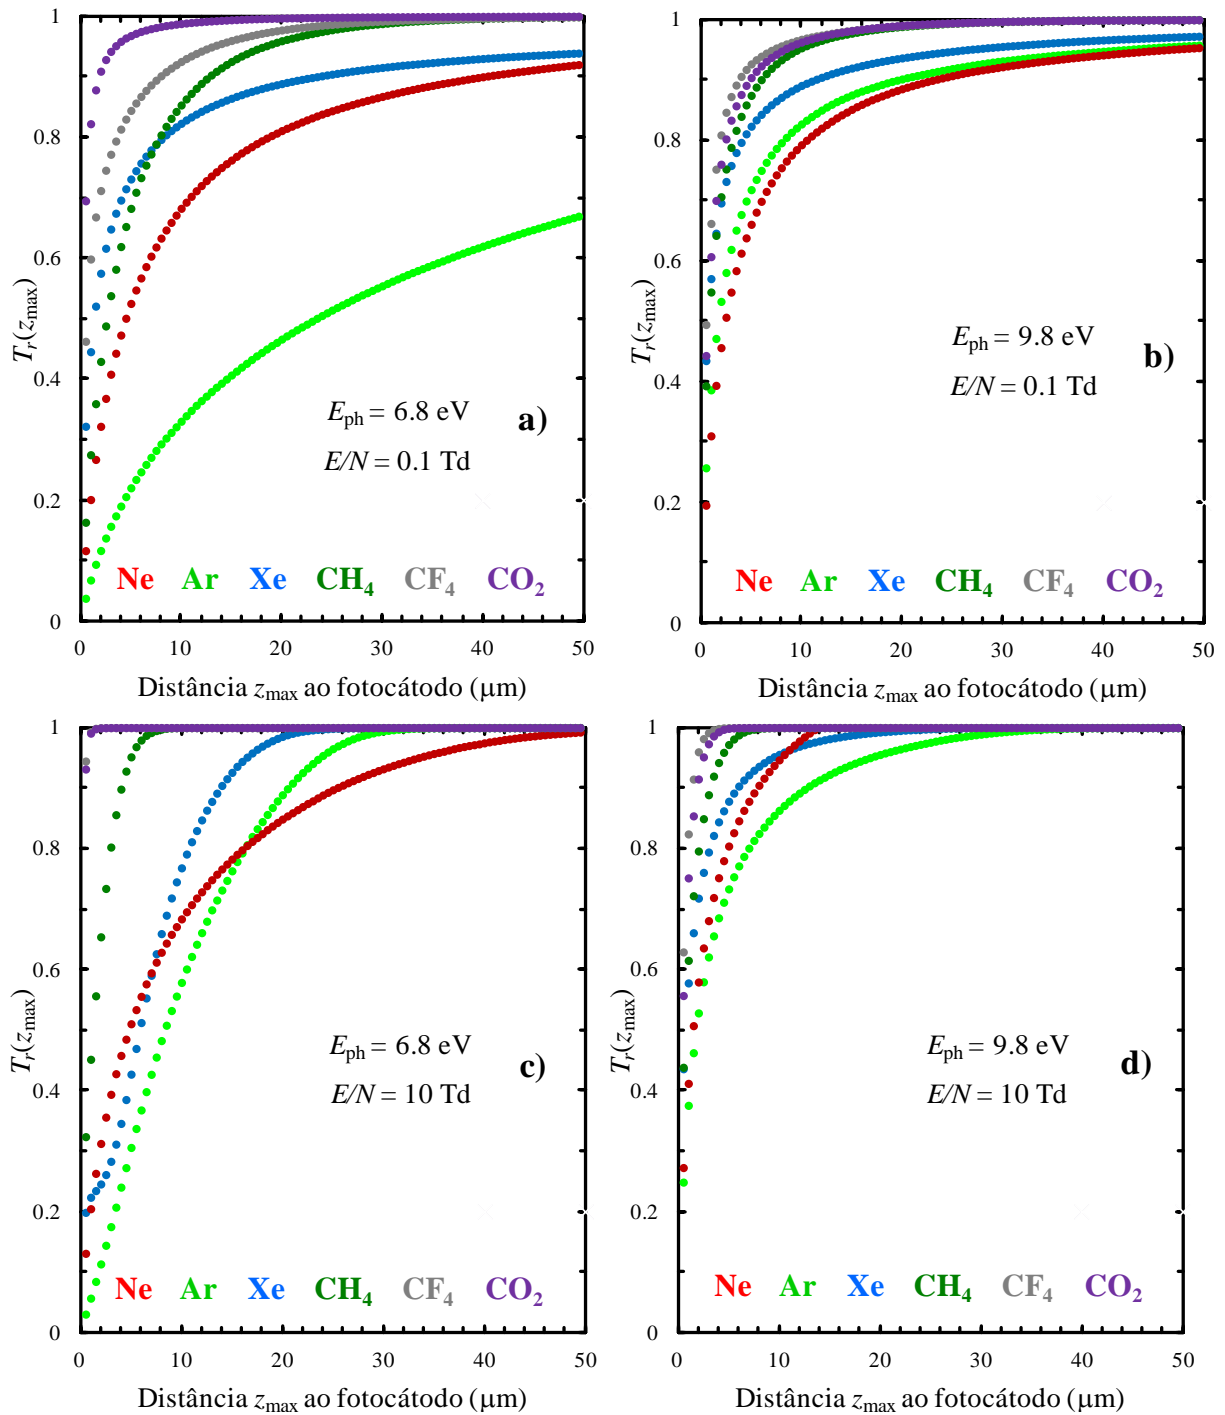 1
0.8
0.6
0.4
0.2
0
T_r(z_max)
E_ph = 6.8 eV
E/N = 0.1 Td
a)
Ne Ar Xe CH₄ CF₄ CO₂
0 10 20 30 40 50
Distância z_max ao fotocátodo (µm)
1
0.8
0.6
0.4
0.2
0
T_r(z_max)
E_ph = 9.8 eV
E/N = 0.1 Td
b)
Ne Ar Xe CH₄ CF₄ CO₂
0 10 20 30 40 50
Distância z_max ao fotocátodo (µm)
1
0.8
0.6
0.4
0.2
0
T_r(z_max)
E_ph = 6.8 eV
E/N = 10 Td
c)
Ne Ar Xe CH₄ CF₄ CO₂
0 10 20 30 40 50
Distância z_max ao fotocátodo (µm)
1
0.8
0.6
0.4
0.2
0
T_r(z_max)
E_ph = 9.8 eV
E/N = 10 Td
d)
Ne Ar Xe CH₄ CF₄ CO₂
0 10 20 30 40 50
Distância z_max ao fotocátodo (µm)